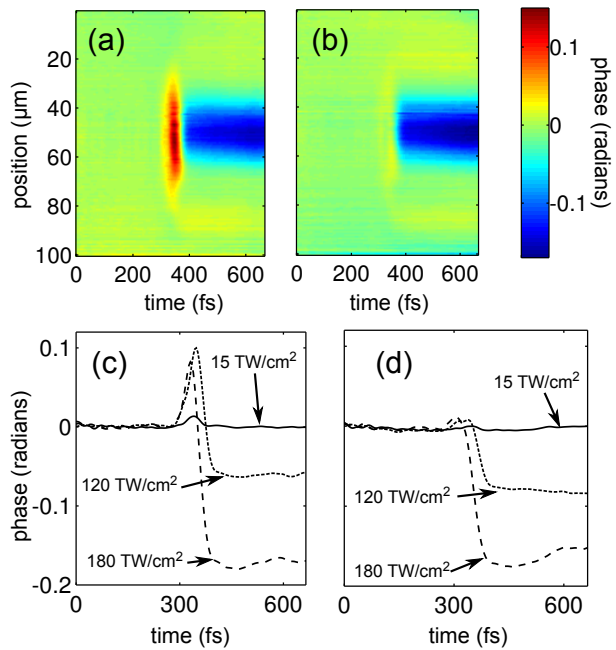 (a)
(b)
0
20
40
60
80
100
position (µm)
0
200
400
600
time (fs)
0
200
400
600
time (fs)
0.1
0
-0.1
phase (radians)
(c)
0.1
0
-0.1
-0.2
phase (radians)
15 TW/cm²
120 TW/cm²
180 TW/cm²
0
300
600
time (fs)
(d)
15 TW/cm²
120 TW/cm²
180 TW/cm²
0
300
600
time (fs)